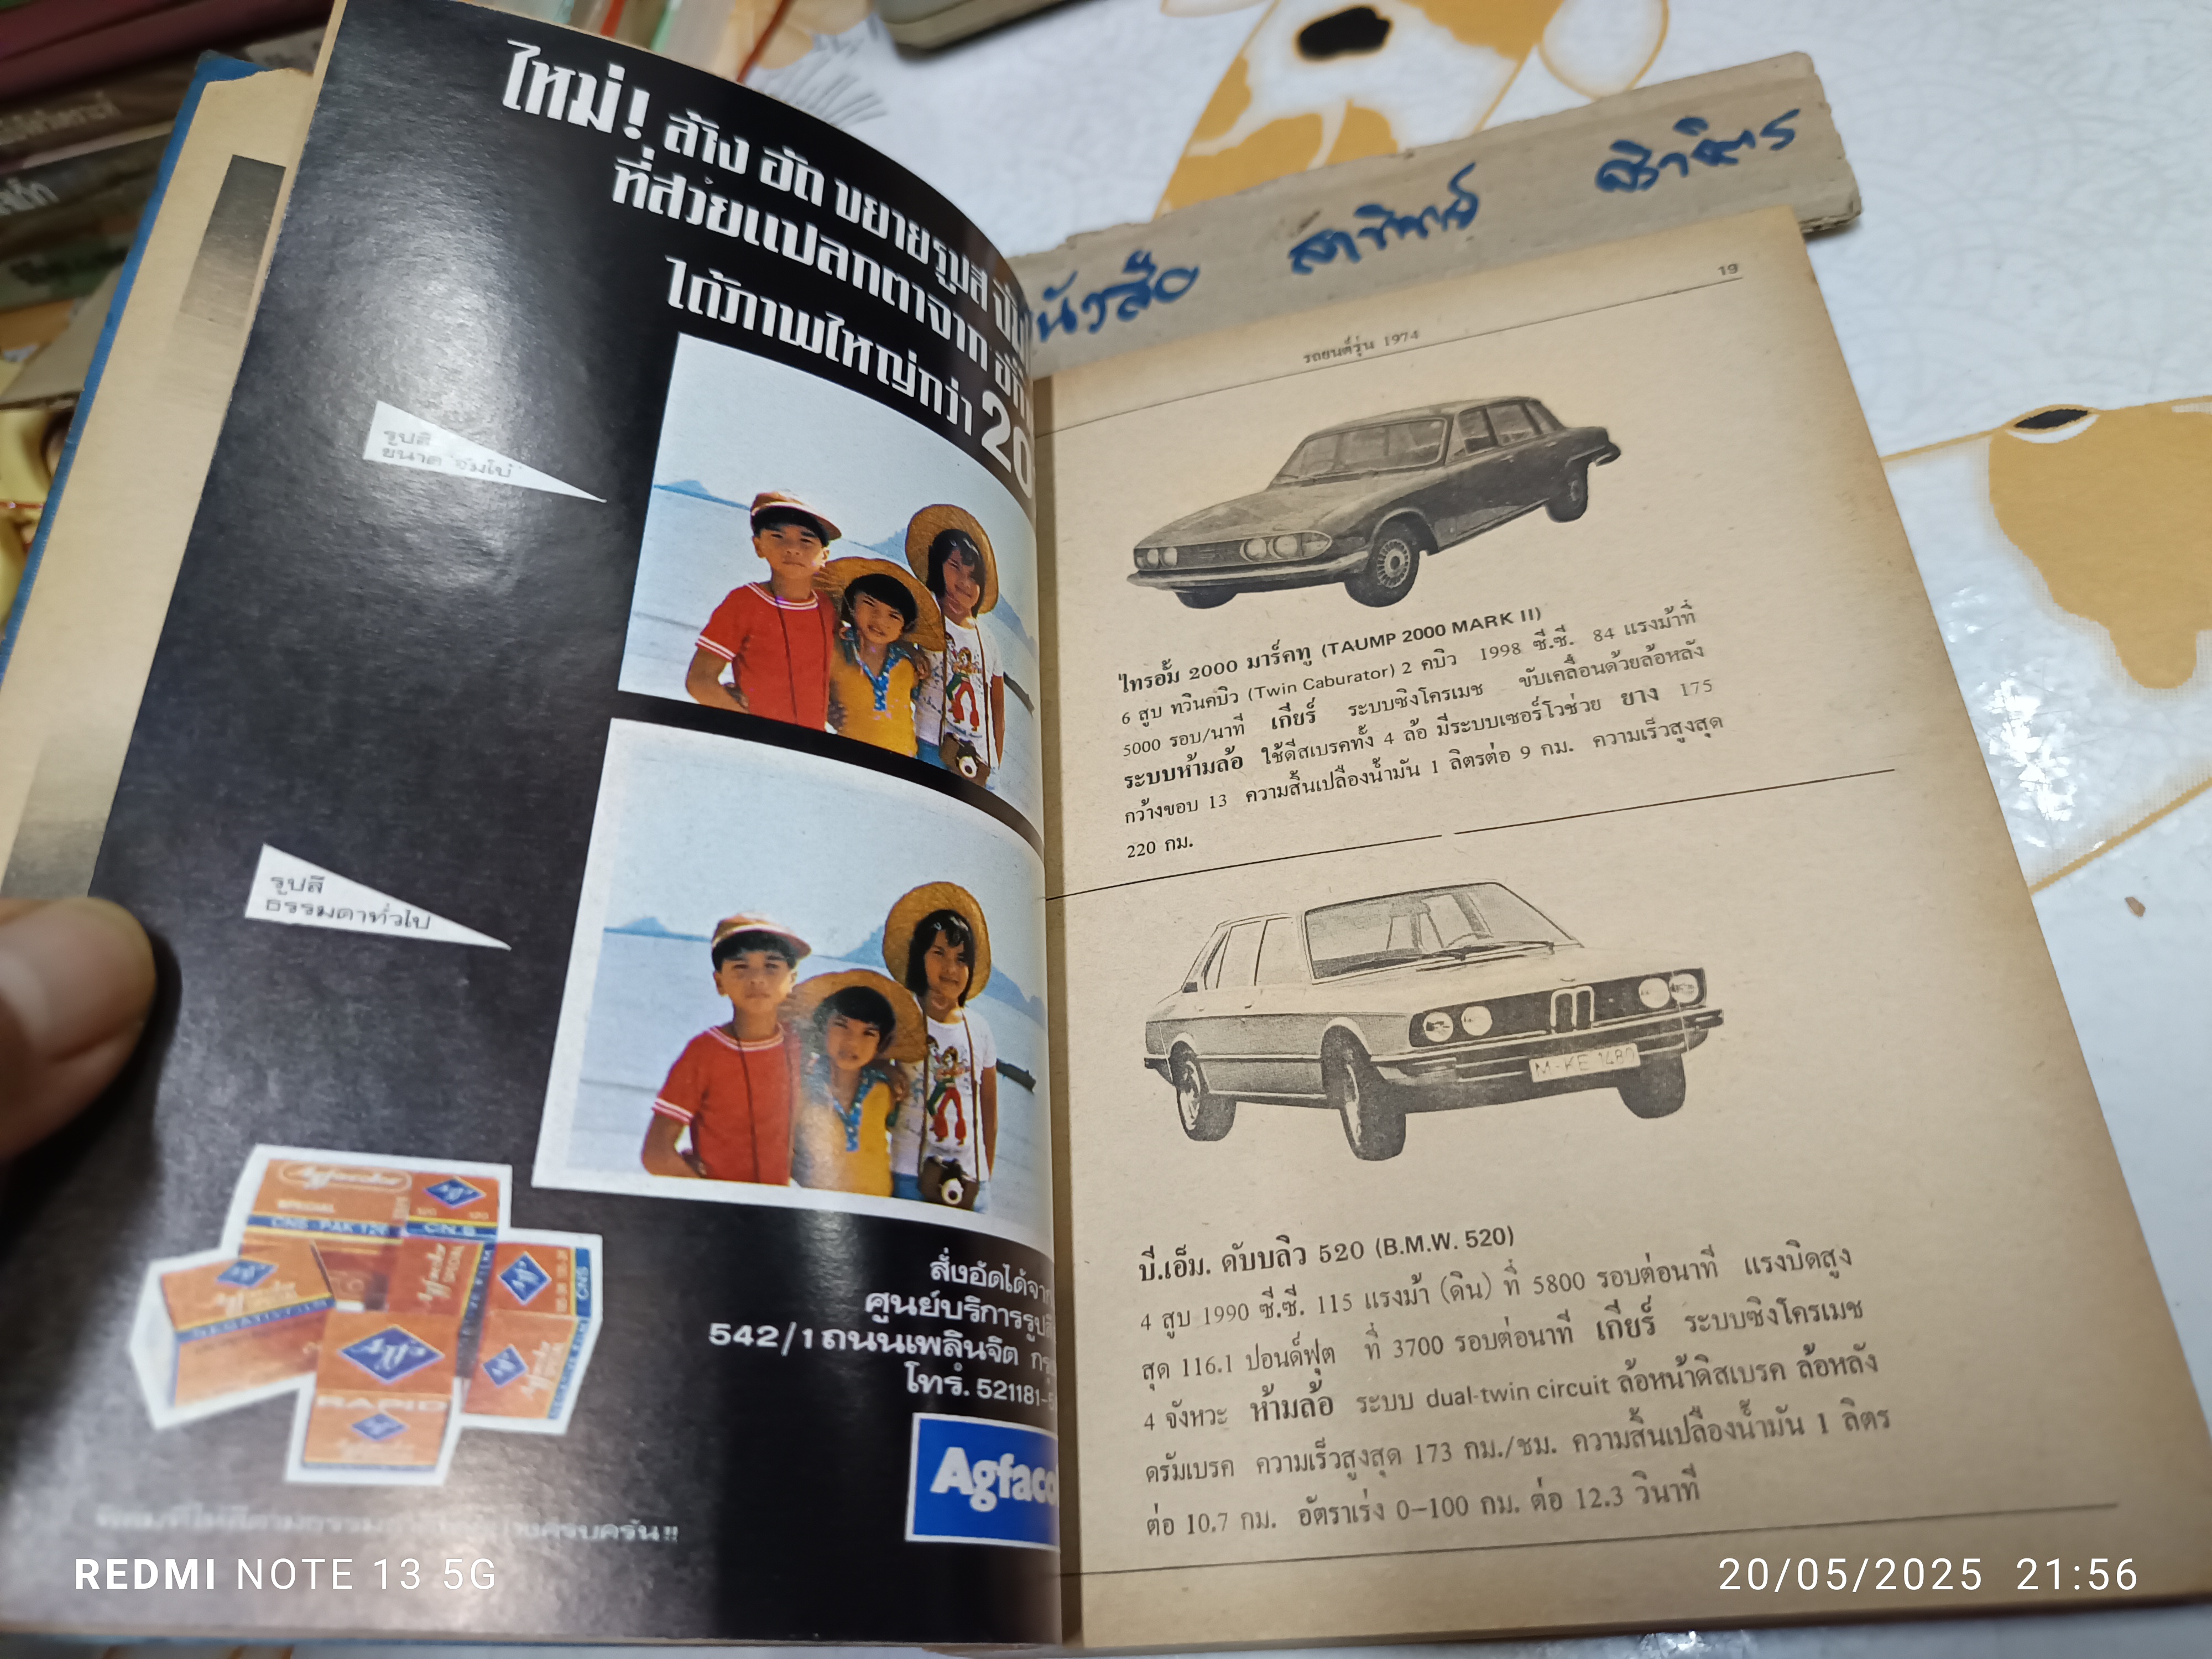 ใหม่! ล้าง อัด ขยายรูปสี
ที่สวยแปลกตาจาก
ได้ภาพใหญ่กว่า 20
รูปสี
ขนาด "จัมโบ้"
รูปสี
ธรรมดาทั่วไป
Agfacolor
SPECIAL
CNS PAK 126
CNS
Agfa
RAPID
สั่งอัดได้จาก
ศูนย์บริการรูปสี
542/1 ถนนเพลินจิต
โทร. 521181-
Agfaco
หนังสือ
19
รถยนต์รุ่น 1974
ไทรอั้ม 2000 มาร์คทู (TAUMP 2000 MARK II)
6 สูบ ทวินคบิว (Twin Caburator) 2 คบิว 1998 ซี.ซี. 84 แรงม้าที่
5000 รอบ/นาที เกียร์ ระบบซิงโครเมช ขับเคลื่อนด้วยล้อหลัง
ระบบห้ามล้อ ใช้ดีสเบรคทั้ง 4 ล้อ มีระบบเซอร์โวช่วย ยาง 175
กว้างขอบ 13 ความสิ้นเปลืองน้ำมัน 1 ลิตรต่อ 9 กม. ความเร็วสูงสุด
220 กม.
M-KE 1480
บี.เอ็ม. ดับบลิว 520 (B.M.W. 520)
4 สูบ 1990 ซี.ซี. 115 แรงม้า (ดิน) ที่ 5800 รอบต่อนาที แรงบิดสูง
สุด 116.1 ปอนด์ฟุต ที่ 3700 รอบต่อนาที เกียร์ ระบบซิงโครเมช
4 จังหวะ ห้ามล้อ ระบบ dual-twin circuit ล้อหน้าดิสเบรค ล้อหลัง
ดรัมเบรค ความเร็วสูงสุด 173 กม./ชม. ความสิ้นเปลืองน้ำมัน 1 ลิตร
ต่อ 10.7 กม. อัตราเร่ง 0-100 กม. ต่อ 12.3 วินาที
REDMI NOTE 13 5G
20/05/2025 21:56